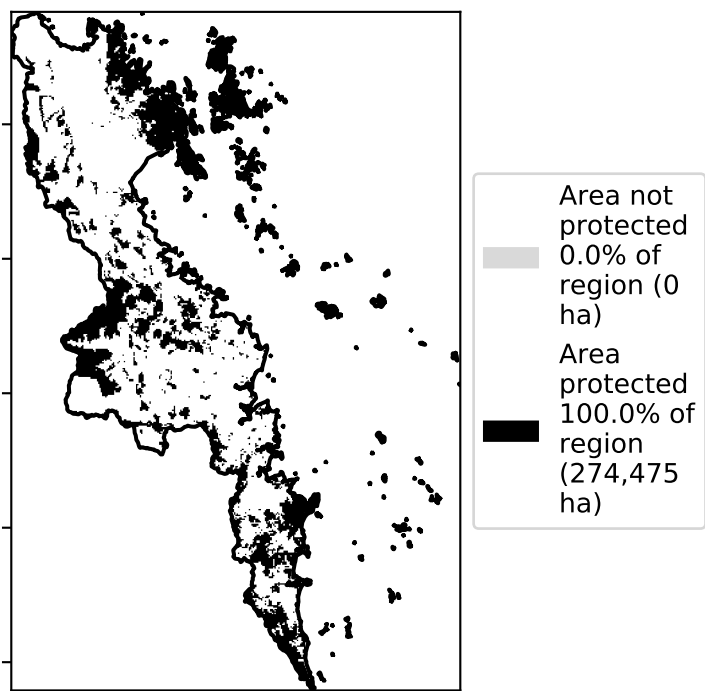 Area not
protected
0.0% of
region (0
ha)
Area
protected
100.0% of
region
(274,475
ha)